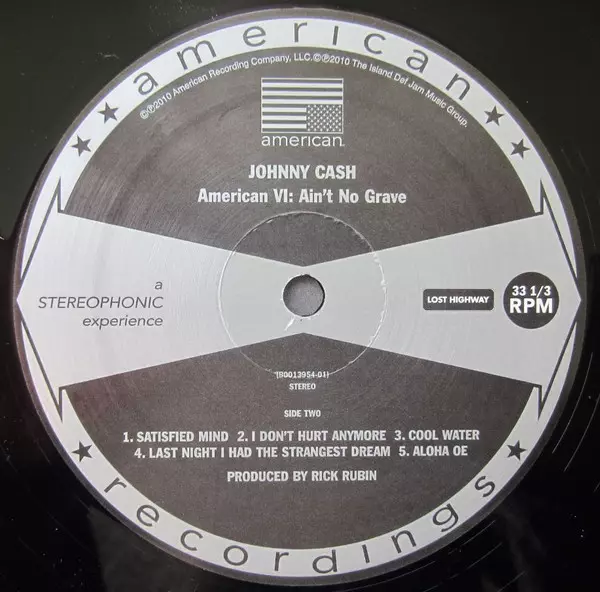 american
©℗2010 American Recording Company, LLC.©℗2010 The Island Def Jam Music Group.
american
JOHNNY CASH
American VI: Ain't No Grave
a
STEREOPHONIC
experience
LOST HIGHWAY
33 1/3
RPM
(B0013954-01)
STEREO
SIDE TWO
1. SATISFIED MIND 2. I DON'T HURT ANYMORE 3. COOL WATER
4. LAST NIGHT I HAD THE STRANGEST DREAM 5. ALOHA OE
PRODUCED BY RICK RUBIN
recordings